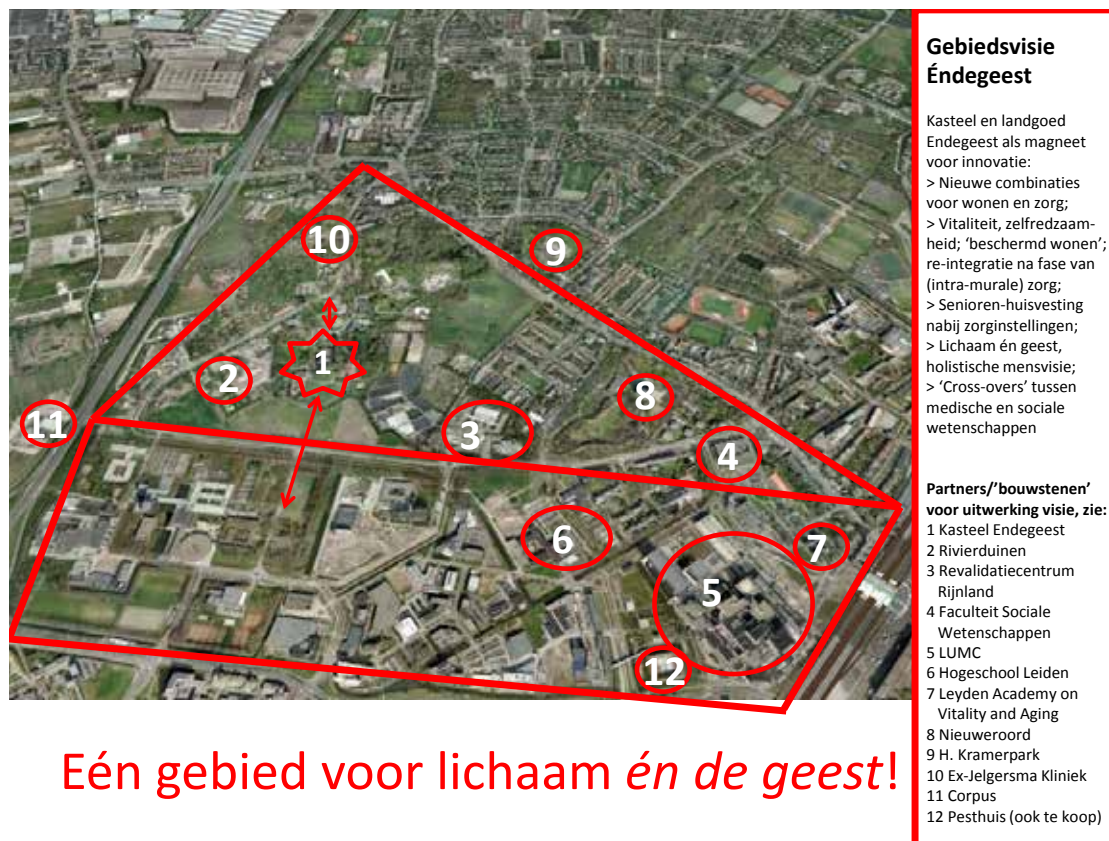 10
9
1
2
11
8
3
4
6
7
5
12
Eén gebied voor lichaam én de geest!
Gebiedsvisie
Éndegeest
Kasteel en landgoed
Endegeest als magneet
voor innovatie:
> Nieuwe combinaties
voor wonen en zorg;
> Vitaliteit, zelfredzaam-
heid; ‘beschermd wonen’;
re-integratie na fase van
(intra-murale) zorg;
> Senioren-huisvesting
nabij zorginstellingen;
> Lichaam én geest,
holistische mensvisie;
> ‘Cross-overs’ tussen
medische en sociale
wetenschappen
Partners/’bouwstenen’
voor uitwerking visie, zie:
1 Kasteel Endegeest
2 Rivierduinen
3 Revalidatiecentrum
Rijnland
4 Faculteit Sociale
Wetenschappen
5 LUMC
6 Hogeschool Leiden
7 Leyden Academy on
Vitality and Aging
8 Nieuweroord
9 H. Kramerpark
10 Ex-Jelgersma Kliniek
11 Corpus
12 Pesthuis (ook te koop)